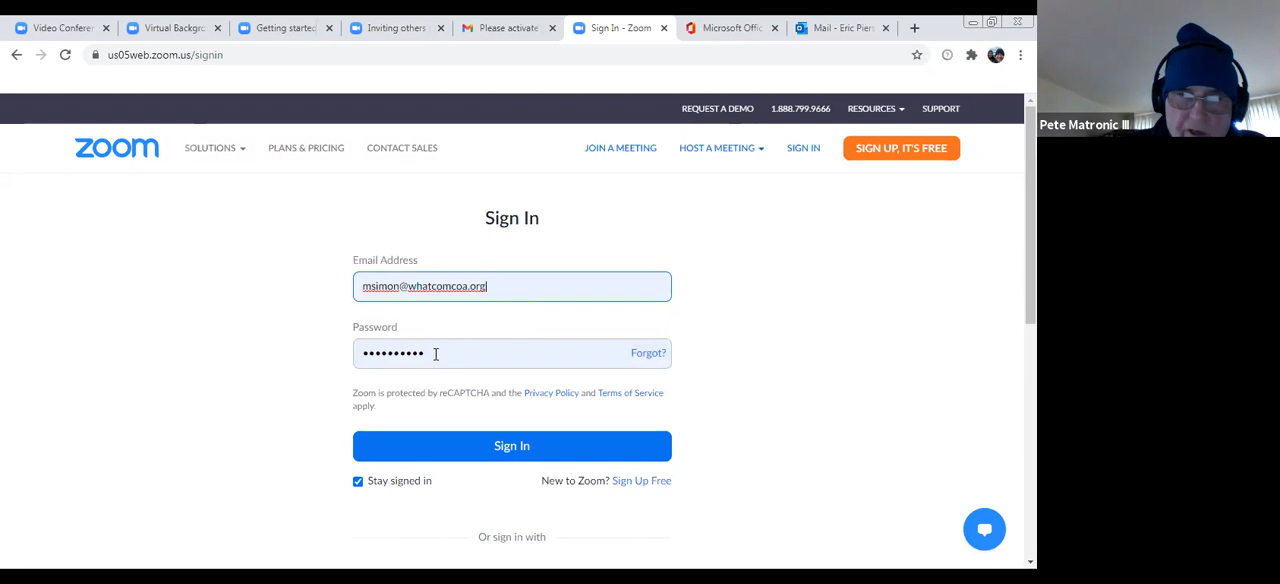 Video Conferer
Virtual Backgro
Getting started
Inviting others
Please activate
Sign In - Zoom
Microsoft Offic
Mail - Eric Piers
us05web.zoom.us/signin
REQUEST A DEMO 1.888.799.9666 RESOURCES SUPPORT
zoom SOLUTIONS PLANS & PRICING CONTACT SALES JOIN A MEETING HOST A MEETING SIGN IN SIGN UP, IT'S FREE
Sign In
Email Address
msimon@whatcomcoa.org
Password
•••••••••• Forgot?
Zoom is protected by reCAPTCHA and the Privacy Policy and Terms of Service
apply.
Sign In
Stay signed in New to Zoom? Sign Up Free
Or sign in with
Pete Matronic III